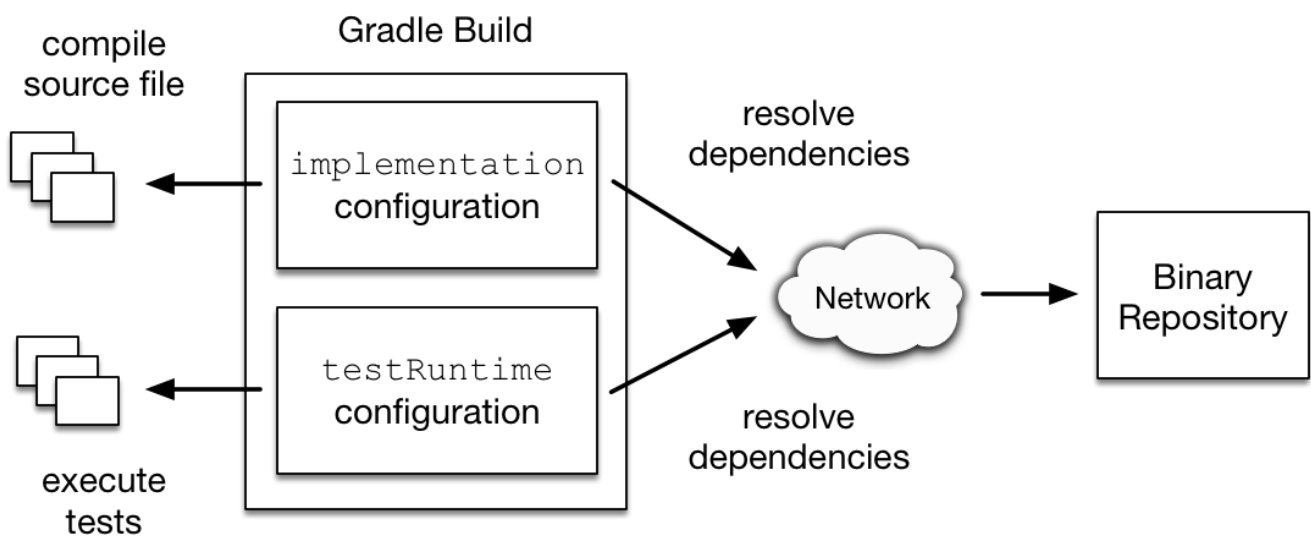 Gradle Build
compile
source file
implementation
configuration
resolve
dependencies
Network
Binary
Repository
testRuntime
configuration
resolve
dependencies
execute
tests